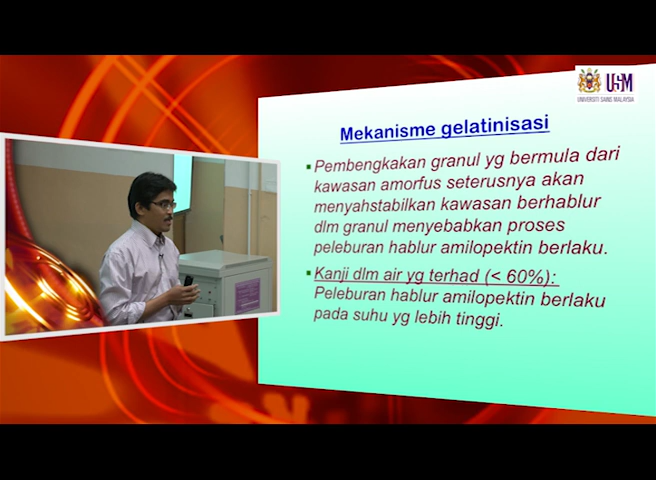 USM
UNIVERSITI SAINS MALAYSIA
Mekanisme gelatinisasi
Pembengkakan granul yg bermula dari
kawasan amorfus seterusnya akan
menyahstabilkan kawasan berhablur
dlm granul menyebabkan proses
peleburan hablur amilopektin berlaku.
Kanji dlm air yg terhad (< 60%):
Peleburan hablur amilopektin berlaku
pada suhu yg lebih tinggi.